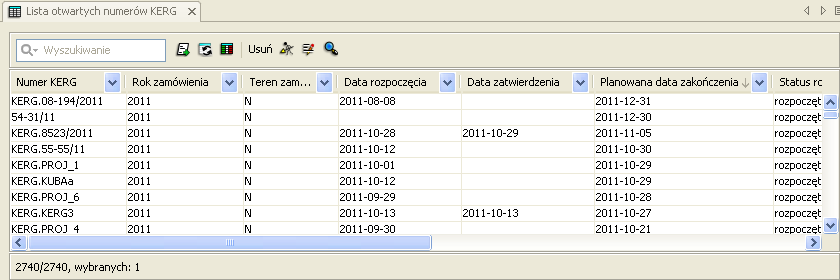 Lista otwartych numerów KERG
Wyszukiwanie Usuń
Numer KERG Rok zamówienia Teren zam... Data rozpoczęcia Data zatwierdzenia Planowana data zakończenia Status rc
KERG.08-194/2011 2011 N 2011-08-08 2011-12-31 rozpoczęt
54-31/11 2011 N 2011-12-30 rozpoczęt
KERG.8523/2011 2011 N 2011-10-28 2011-10-29 2011-11-05 rozpoczęt
KERG.55-55/11 2011 N 2011-10-12 2011-10-30 rozpoczęt
KERG.PROJ_1 2011 N 2011-10-01 2011-10-29 rozpoczęt
KERG.KUBAa 2011 N 2011-10-12 2011-10-29 rozpoczęt
KERG.PROJ_6 2011 N 2011-09-29 2011-10-28 rozpoczęt
KERG.KERG3 2011 N 2011-10-13 2011-10-13 2011-10-27 rozpoczęt
KERG.PROJ_4 2011 N 2011-09-30 2011-10-21 rozpoczęt
2740/2740, wybranych: 1